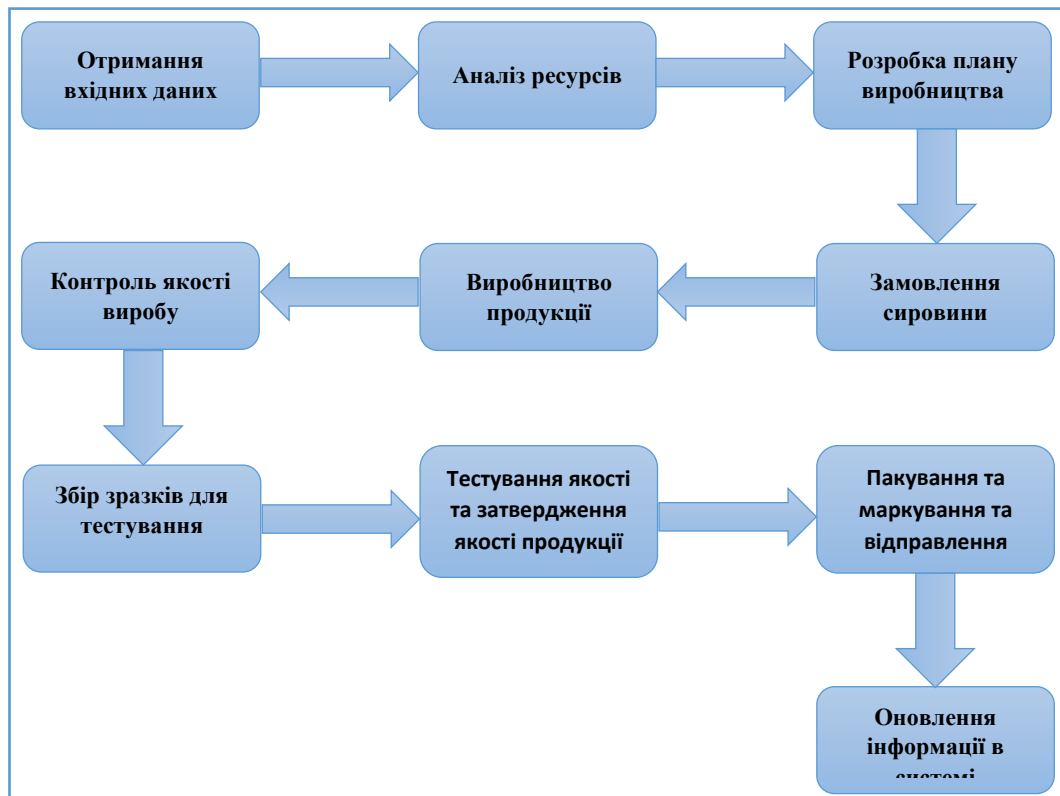 Отримання
вхідних даних
Аналіз ресурсів
Розробка плану
виробництва
Замовлення
сировини
Виробництво
продукції
Контроль якості
виробу
Збір зразків для
тестування
Тестування якості
та затвердження
якості продукції
Пакування та
маркування та
відправлення
Оновлення
інформації в
системі